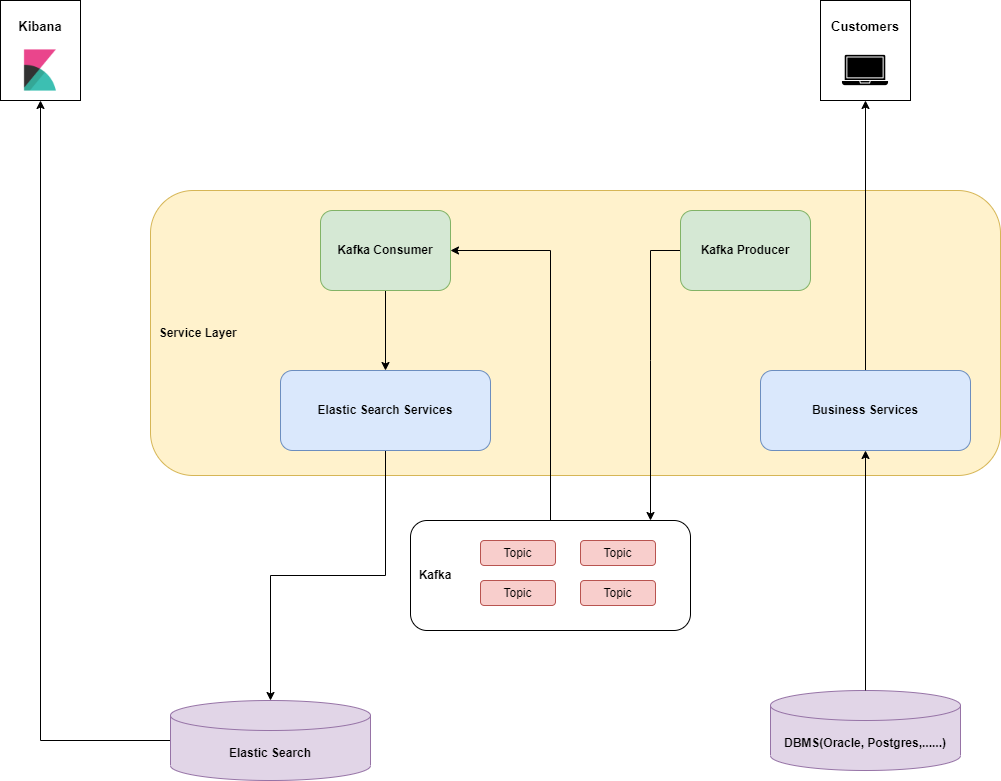 Kibana
Customers
Kafka Consumer
Kafka Producer
Service Layer
Elastic Search Services
Business Services
Kafka
Topic
Topic
Topic
Topic
Elastic Search
DBMS(Oracle, Postgres,......)